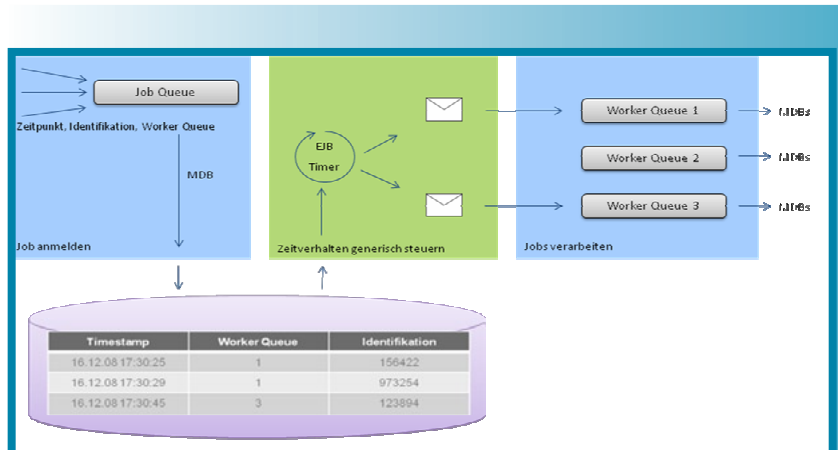 Job Queue
Zeitpunkt, Identifikation, Worker Queue
MDB
Job anmelden
EJB
Timer
Zeitverhalten generisch steuern
Worker Queue 1
MDBs
Worker Queue 2
MDBs
Worker Queue 3
MDBs
Jobs verarbeiten
Timestamp Worker Queue Identifikation
16.12.08 17:30:25 1 156422
16.12.08 17:30:29 1 973254
16.12.08 17:30:45 3 123894